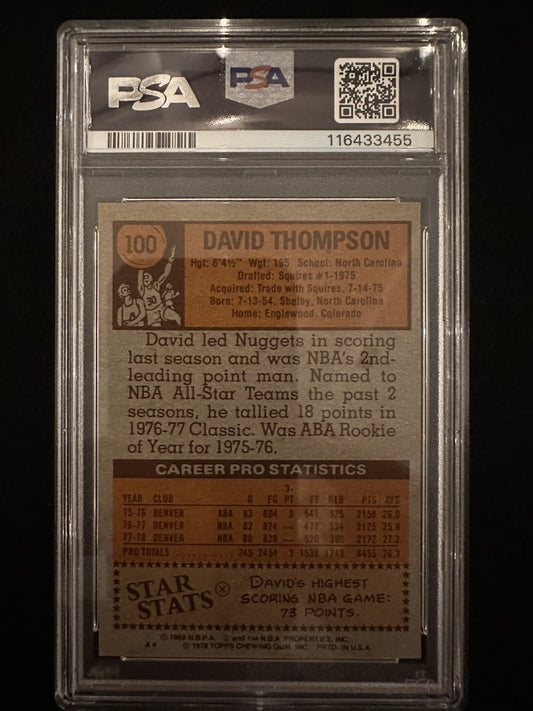 PSA
PSA
116433455
100
DAVID THOMPSON
Hgt: 6'4½" Wgt: 195 School: North Carolina
Drafted: Squires #1-1975
Acquired: Trade with Squires, 7-14-75
Born: 7-13-54, Shelby, North Carolina
Home: Englewood, Colorado
30
David led Nuggets in scoring
last season and was NBA's 2nd-
leading point man. Named to
NBA All-Star Teams the past 2
seasons, he tallied 18 points in
1976-77 Classic. Was ABA Rookie
of Year for 1975-76.
CAREER PRO STATISTICS
3-
YEAR CLUB G FG PT FT REB PTS AVG
75-76 DENVER ABA 83 804 3 541 525 2158 26.0
76-77 DENVER NBA 82 824 — 477 334 2125 25.9
77-78 DENVER NBA 80 826 — 520 390 2172 27.2
PRO TOTALS 245 2454 3 1538 1249 6455 26.3
STAR STATS ®
DAVID'S HIGHEST
SCORING NBA GAME:
73 POINTS.
© 1969 N.B.P.A. © and TM N.B.A. PROPERTIES, INC.
A* © 1978 TOPPS CHEWING GUM, INC. PRTD. IN U.S.A.